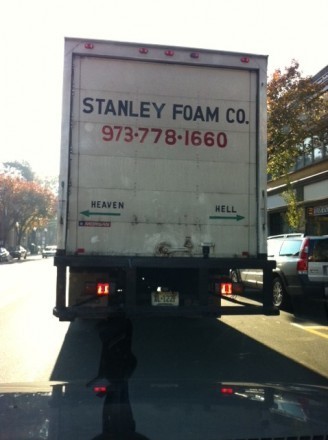 STANLEY FOAM CO.
973·778·1660
HEAVEN
HELL